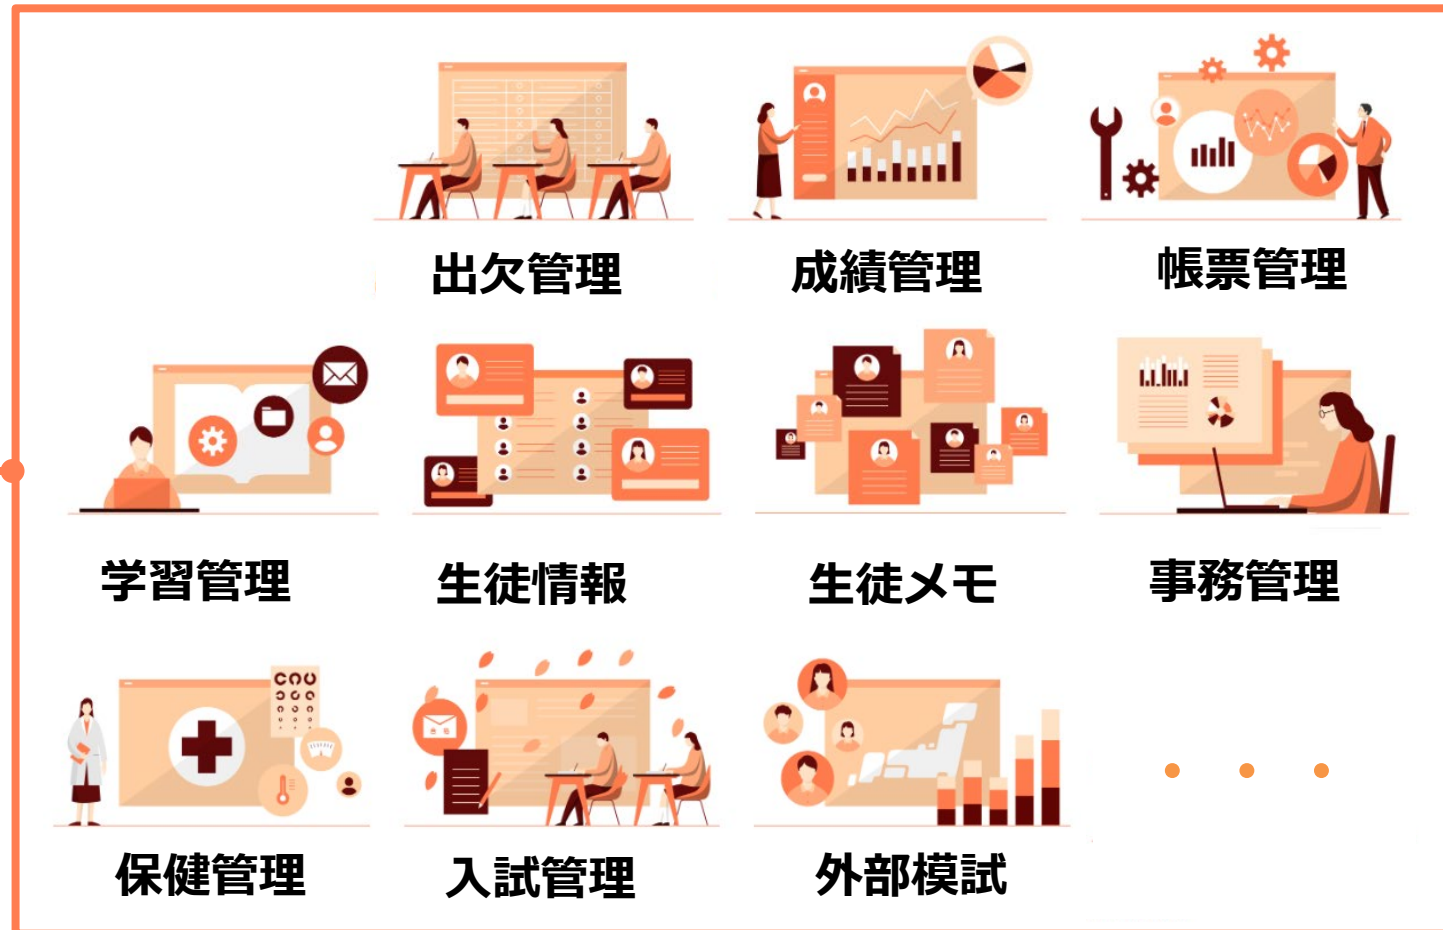 出欠管理
成績管理
帳票管理
学習管理
生徒情報
生徒メモ
事務管理
保健管理
入試管理
外部模試